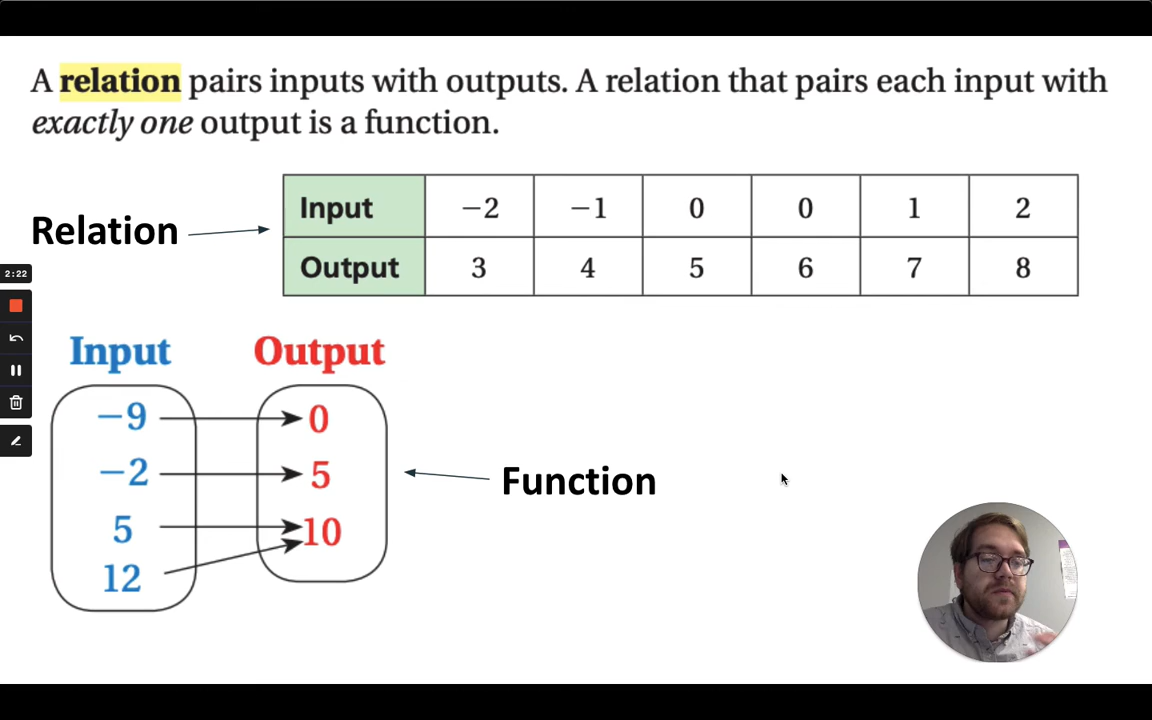 A relation pairs inputs with outputs. A relation that pairs each input with
exactly one output is a function.
Relation
Input −2 −1 0 0 1 2
Output 3 4 5 6 7 8
2:22
Input Output
−9 0
−2 5
5 10
12
Function